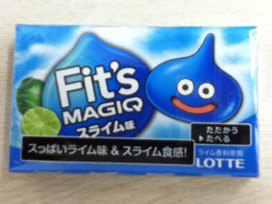 Fit's
MAGIQ
スライム味
すっぱいライム味 & スライム食感!
たたかう
▶たべる
ライム香料使用
LOTTE